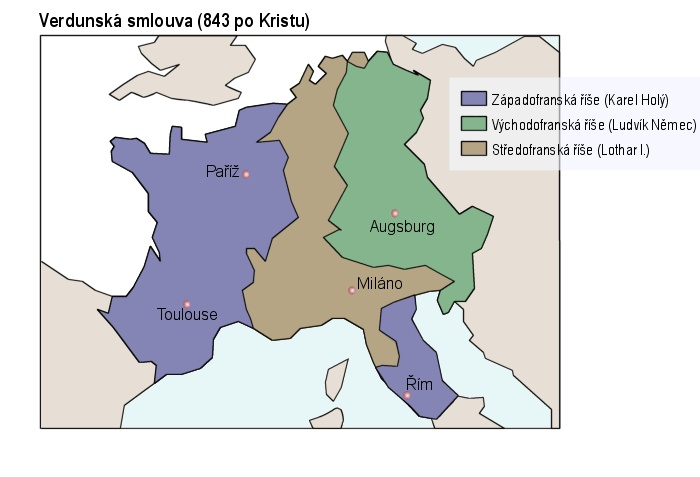 Verdunská smlouva (843 po Kristu)
Západofranská říše (Karel Holý)
Východofranská říše (Ludvík Němec)
Středofranská říše (Lothar I.)
Paříž
Augsburg
Miláno
Toulouse
Řím